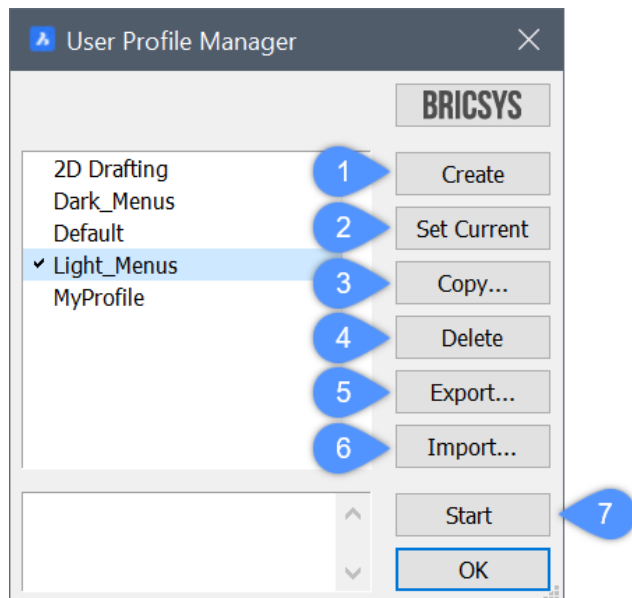 User Profile Manager
BRICSYS
2D Drafting
Dark_Menus
Default
Light_Menus
MyProfile
1 Create
2 Set Current
3 Copy...
4 Delete
5 Export...
6 Import...
Start 7
OK